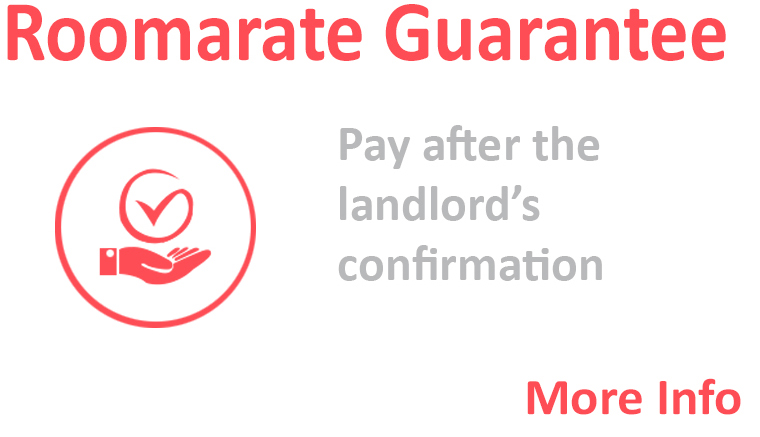 Roomarate Guarantee
Pay after the
landlord’s
confirmation
More Info